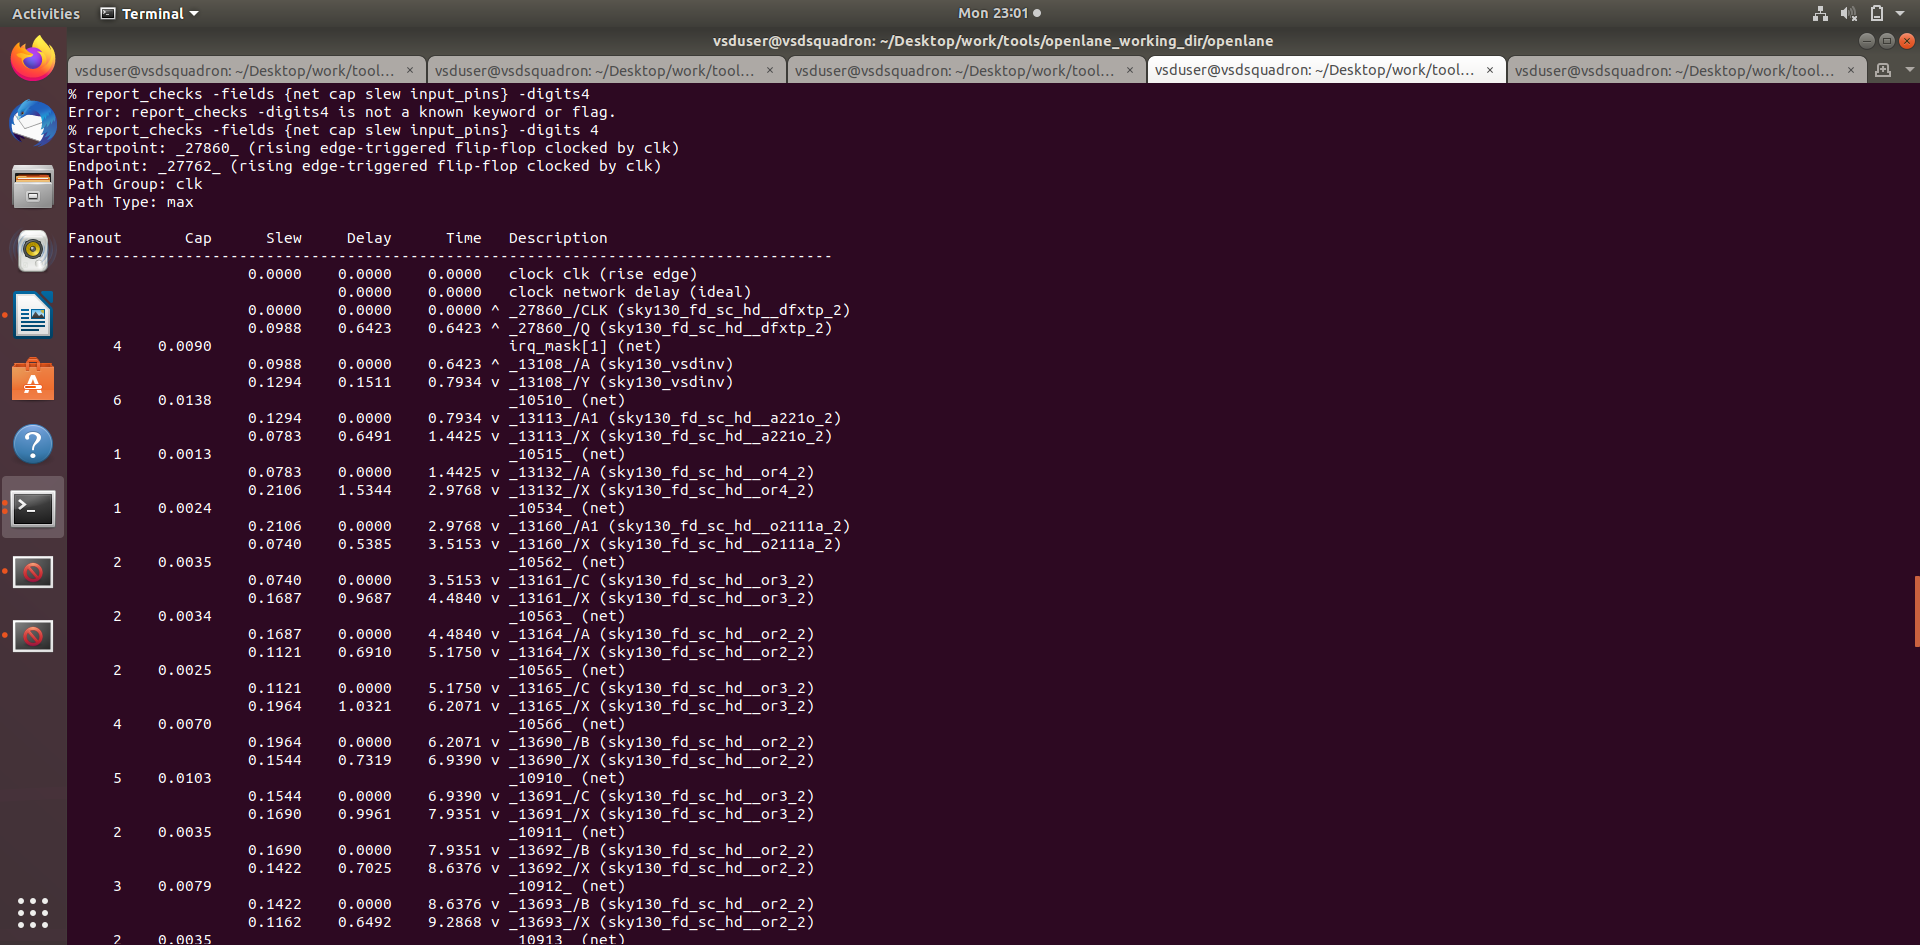 Activities Terminal Mon 23:01
vsduser@vsdsquadron: ~/Desktop/work/tools/openlane_working_dir/openlane
vsduser@vsdsquadron: ~/Desktop/work/tool... × vsduser@vsdsquadron: ~/Desktop/work/tool... × vsduser@vsdsquadron: ~/Desktop/work/tool... × vsduser@vsdsquadron: ~/Desktop/work/tool... × vsduser@vsdsquadron: ~/Desktop/work/tool... ×
% report_checks -fields {net cap slew input_pins} -digits4
Error: report_checks -digits4 is not a known keyword or flag.
% report_checks -fields {net cap slew input_pins} -digits 4
Startpoint: _27860_ (rising edge-triggered flip-flop clocked by clk)
Endpoint: _27762_ (rising edge-triggered flip-flop clocked by clk)
Path Group: clk
Path Type: max
Fanout Cap Slew Delay Time Description
-------------------------------------------------------------------------------------
0.0000 0.0000 0.0000 clock clk (rise edge)
0.0000 0.0000 clock network delay (ideal)
0.0000 0.0000 0.0000 ^ _27860_/CLK (sky130_fd_sc_hd__dfxtp_2)
0.0988 0.6423 0.6423 ^ _27860_/Q (sky130_fd_sc_hd__dfxtp_2)
4 0.0090 irq_mask[1] (net)
0.0988 0.0000 0.6423 ^ _13108_/A (sky130_vsdinv)
0.1294 0.1511 0.7934 v _13108_/Y (sky130_vsdinv)
6 0.0138 _10510_ (net)
0.1294 0.0000 0.7934 v _13113_/A1 (sky130_fd_sc_hd__a221o_2)
0.0783 0.6491 1.4425 v _13113_/X (sky130_fd_sc_hd__a221o_2)
1 0.0013 _10515_ (net)
0.0783 0.0000 1.4425 v _13132_/A (sky130_fd_sc_hd__or4_2)
0.2106 1.5344 2.9768 v _13132_/X (sky130_fd_sc_hd__or4_2)
1 0.0024 _10534_ (net)
0.2106 0.0000 2.9768 v _13160_/A1 (sky130_fd_sc_hd__o2111a_2)
0.0740 0.5385 3.5153 v _13160_/X (sky130_fd_sc_hd__o2111a_2)
2 0.0035 _10562_ (net)
0.0740 0.0000 3.5153 v _13161_/C (sky130_fd_sc_hd__or3_2)
0.1687 0.9687 4.4840 v _13161_/X (sky130_fd_sc_hd__or3_2)
2 0.0034 _10563_ (net)
0.1687 0.0000 4.4840 v _13164_/A (sky130_fd_sc_hd__or2_2)
0.1121 0.6910 5.1750 v _13164_/X (sky130_fd_sc_hd__or2_2)
2 0.0025 _10565_ (net)
0.1121 0.0000 5.1750 v _13165_/C (sky130_fd_sc_hd__or3_2)
0.1964 1.0321 6.2071 v _13165_/X (sky130_fd_sc_hd__or3_2)
4 0.0070 _10566_ (net)
0.1964 0.0000 6.2071 v _13690_/B (sky130_fd_sc_hd__or2_2)
0.1544 0.7319 6.9390 v _13690_/X (sky130_fd_sc_hd__or2_2)
5 0.0103 _10910_ (net)
0.1544 0.0000 6.9390 v _13691_/C (sky130_fd_sc_hd__or3_2)
0.1690 0.9961 7.9351 v _13691_/X (sky130_fd_sc_hd__or3_2)
2 0.0035 _10911_ (net)
0.1690 0.0000 7.9351 v _13692_/B (sky130_fd_sc_hd__or2_2)
0.1422 0.7025 8.6376 v _13692_/X (sky130_fd_sc_hd__or2_2)
3 0.0079 _10912_ (net)
0.1422 0.0000 8.6376 v _13693_/B (sky130_fd_sc_hd__or2_2)
0.1162 0.6492 9.2868 v _13693_/X (sky130_fd_sc_hd__or2_2)
2 0.0035 _10913_ (net)